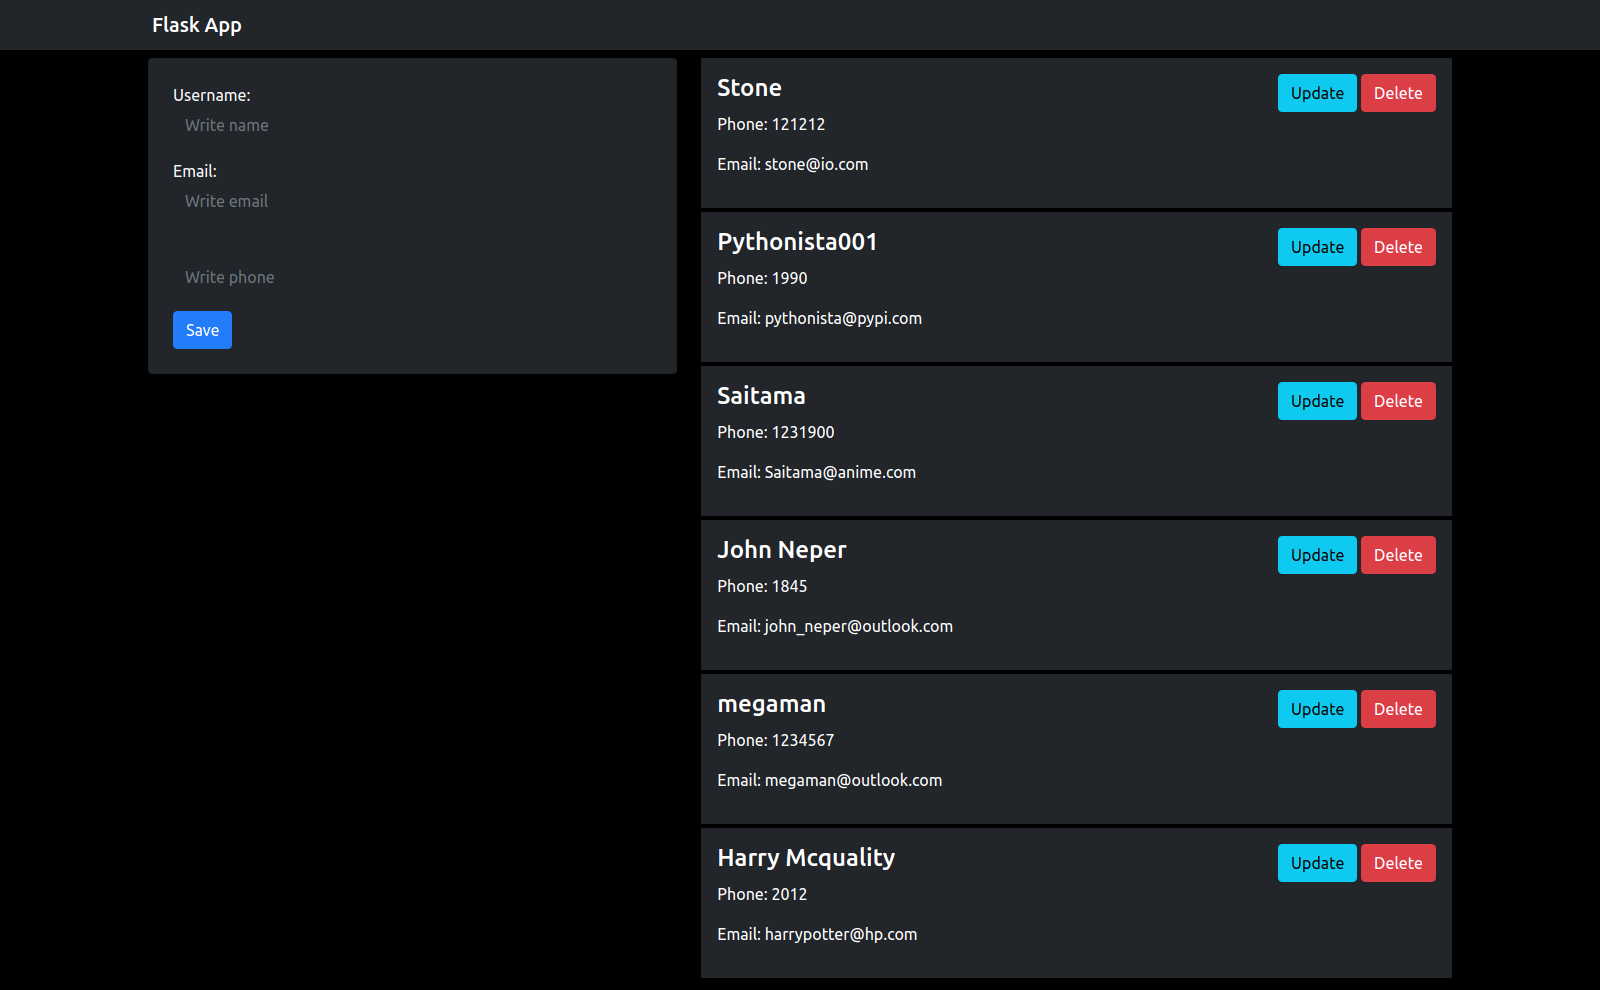 Flask App
Username:
Write name
Email:
Write email
Write phone
Save
Stone
Update Delete
Phone: 121212
Email: stone@io.com
Pythonista001
Update Delete
Phone: 1990
Email: pythonista@pypi.com
Saitama
Update Delete
Phone: 1231900
Email: Saitama@anime.com
John Neper
Update Delete
Phone: 1845
Email: john_neper@outlook.com
megaman
Update Delete
Phone: 1234567
Email: megaman@outlook.com
Harry Mcquality
Update Delete
Phone: 2012
Email: harrypotter@hp.com